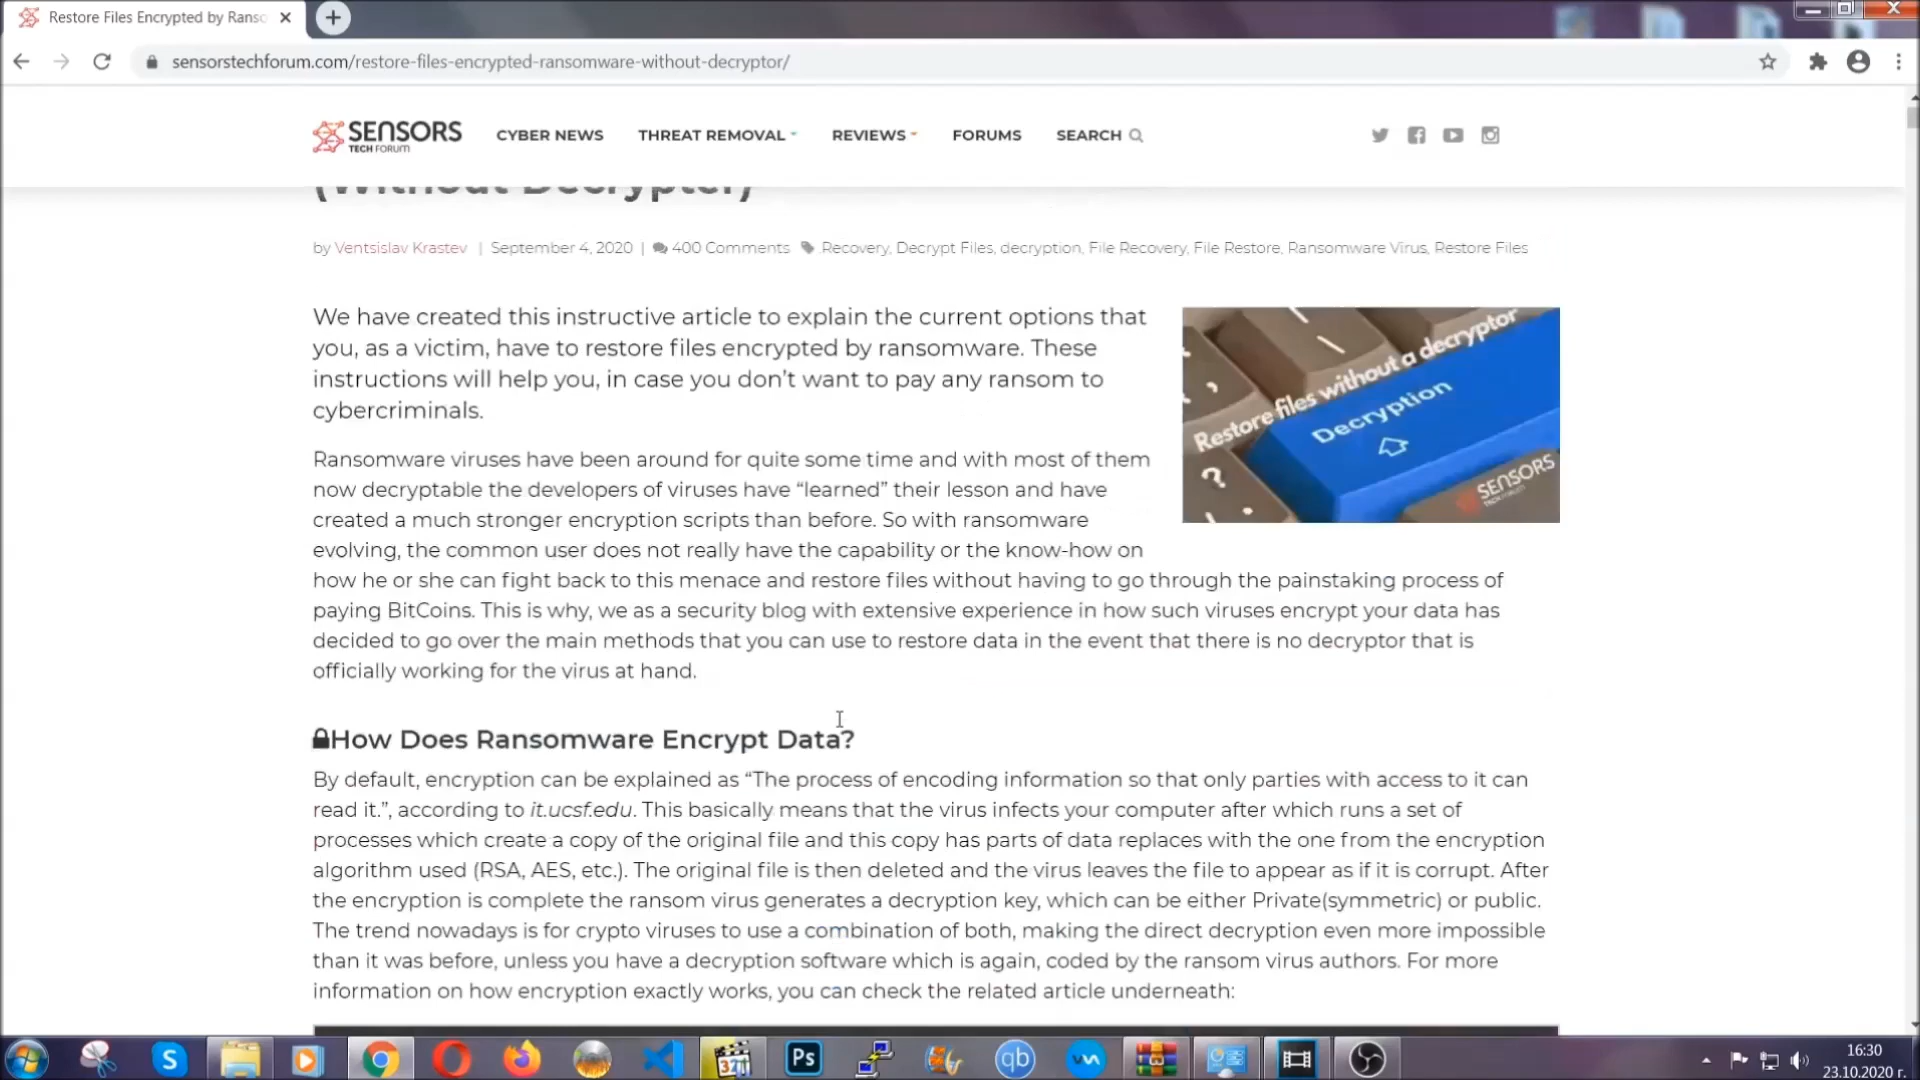 Restore Files Encrypted by Ranso
sensorstechforum.com/restore-files-encrypted-ransomware-without-decryptor/
SENSORS
TECH FORUM
CYBER NEWS THREAT REMOVAL REVIEWS FORUMS SEARCH
(Without Decrypter)
by Ventsislav Krastev | September 4, 2020 | 400 Comments Recovery, Decrypt Files, decryption, File Recovery, File Restore, Ransomware Virus, Restore Files
We have created this instructive article to explain the current options that
you, as a victim, have to restore files encrypted by ransomware. These
instructions will help you, in case you don’t want to pay any ransom to
cybercriminals.
Restore files without a decryptor
Decryption
SENSORS
Ransomware viruses have been around for quite some time and with most of them
now decryptable the developers of viruses have “learned” their lesson and have
created a much stronger encryption scripts than before. So with ransomware
evolving, the common user does not really have the capability or the know-how on
how he or she can fight back to this menace and restore files without having to go through the painstaking process of
paying BitCoins. This is why, we as a security blog with extensive experience in how such viruses encrypt your data has
decided to go over the main methods that you can use to restore data in the event that there is no decryptor that is
officially working for the virus at hand.
How Does Ransomware Encrypt Data?
By default, encryption can be explained as “The process of encoding information so that only parties with access to it can
read it.”, according to it.ucsf.edu. This basically means that the virus infects your computer after which runs a set of
processes which create a copy of the original file and this copy has parts of data replaces with the one from the encryption
algorithm used (RSA, AES, etc.). The original file is then deleted and the virus leaves the file to appear as if it is corrupt. After
the encryption is complete the ransom virus generates a decryption key, which can be either Private(symmetric) or public.
The trend nowadays is for crypto viruses to use a combination of both, making the direct decryption even more impossible
than it was before, unless you have a decryption software which is again, coded by the ransom virus authors. For more
information on how encryption exactly works, you can check the related article underneath:
S
321
Ps
qb
16:30
23.10.2020 г.